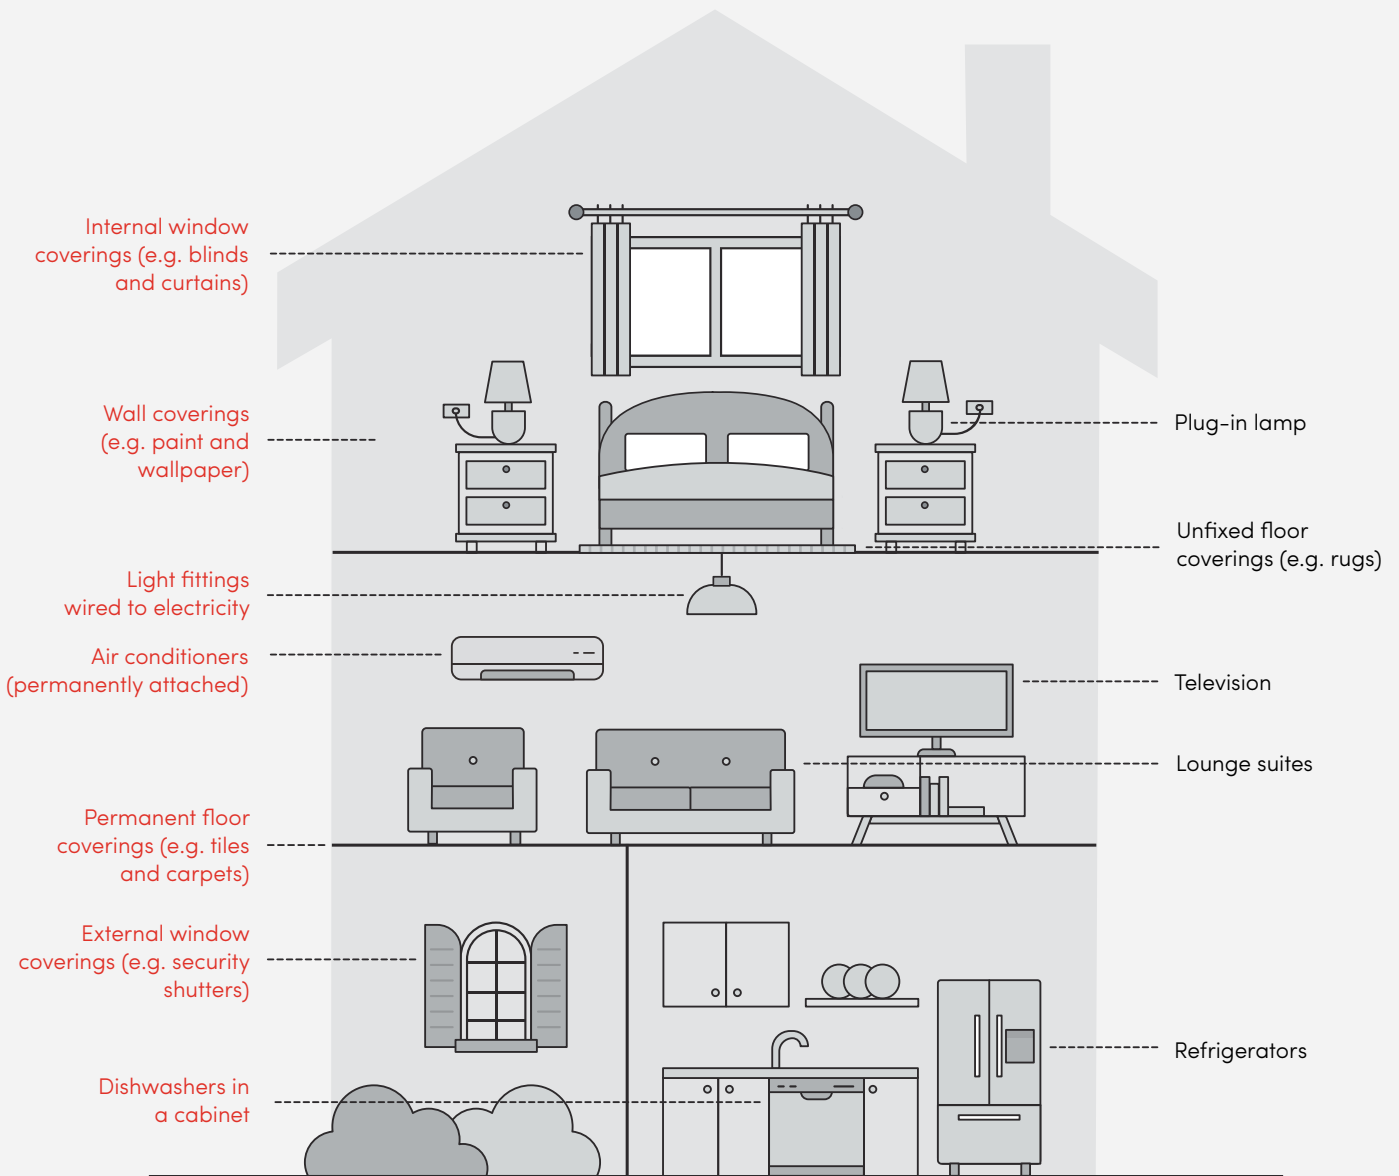 Internal window
coverings (e.g. blinds
and curtains)
Wall coverings
(e.g. paint and
wallpaper)
Light fittings
wired to electricity
Air conditioners
(permanently attached)
Permanent floor
coverings (e.g. tiles
and carpets)
External window
coverings (e.g. security
shutters)
Dishwashers in
a cabinet
Plug-in lamp
Unfixed floor
coverings (e.g. rugs)
Television
Lounge suites
Refrigerators